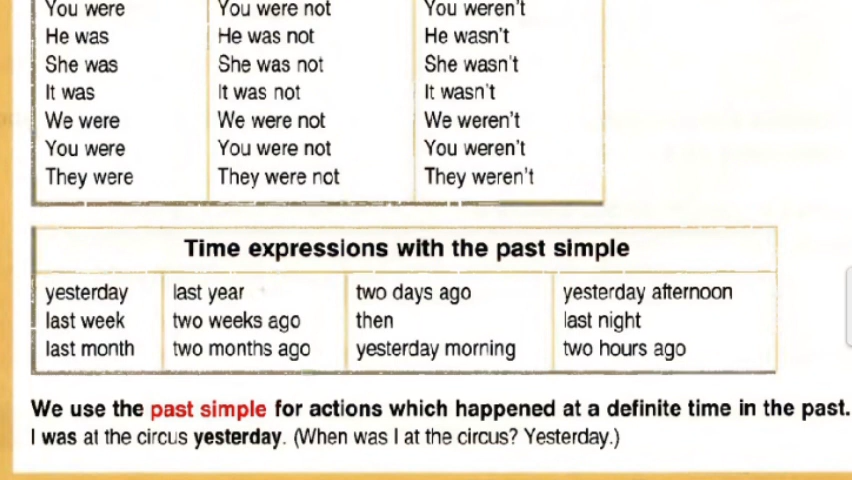 You were You were not You weren't
He was He was not He wasn't
She was She was not She wasn't
It was It was not It wasn't
We were We were not We weren't
You were You were not You weren't
They were They were not They weren't
Time expressions with the past simple
yesterday last year two days ago yesterday afternoon
last week two weeks ago then last night
last month two months ago yesterday morning two hours ago
We use the past simple for actions which happened at a definite time in the past.
I was at the circus yesterday. (When was I at the circus? Yesterday.)